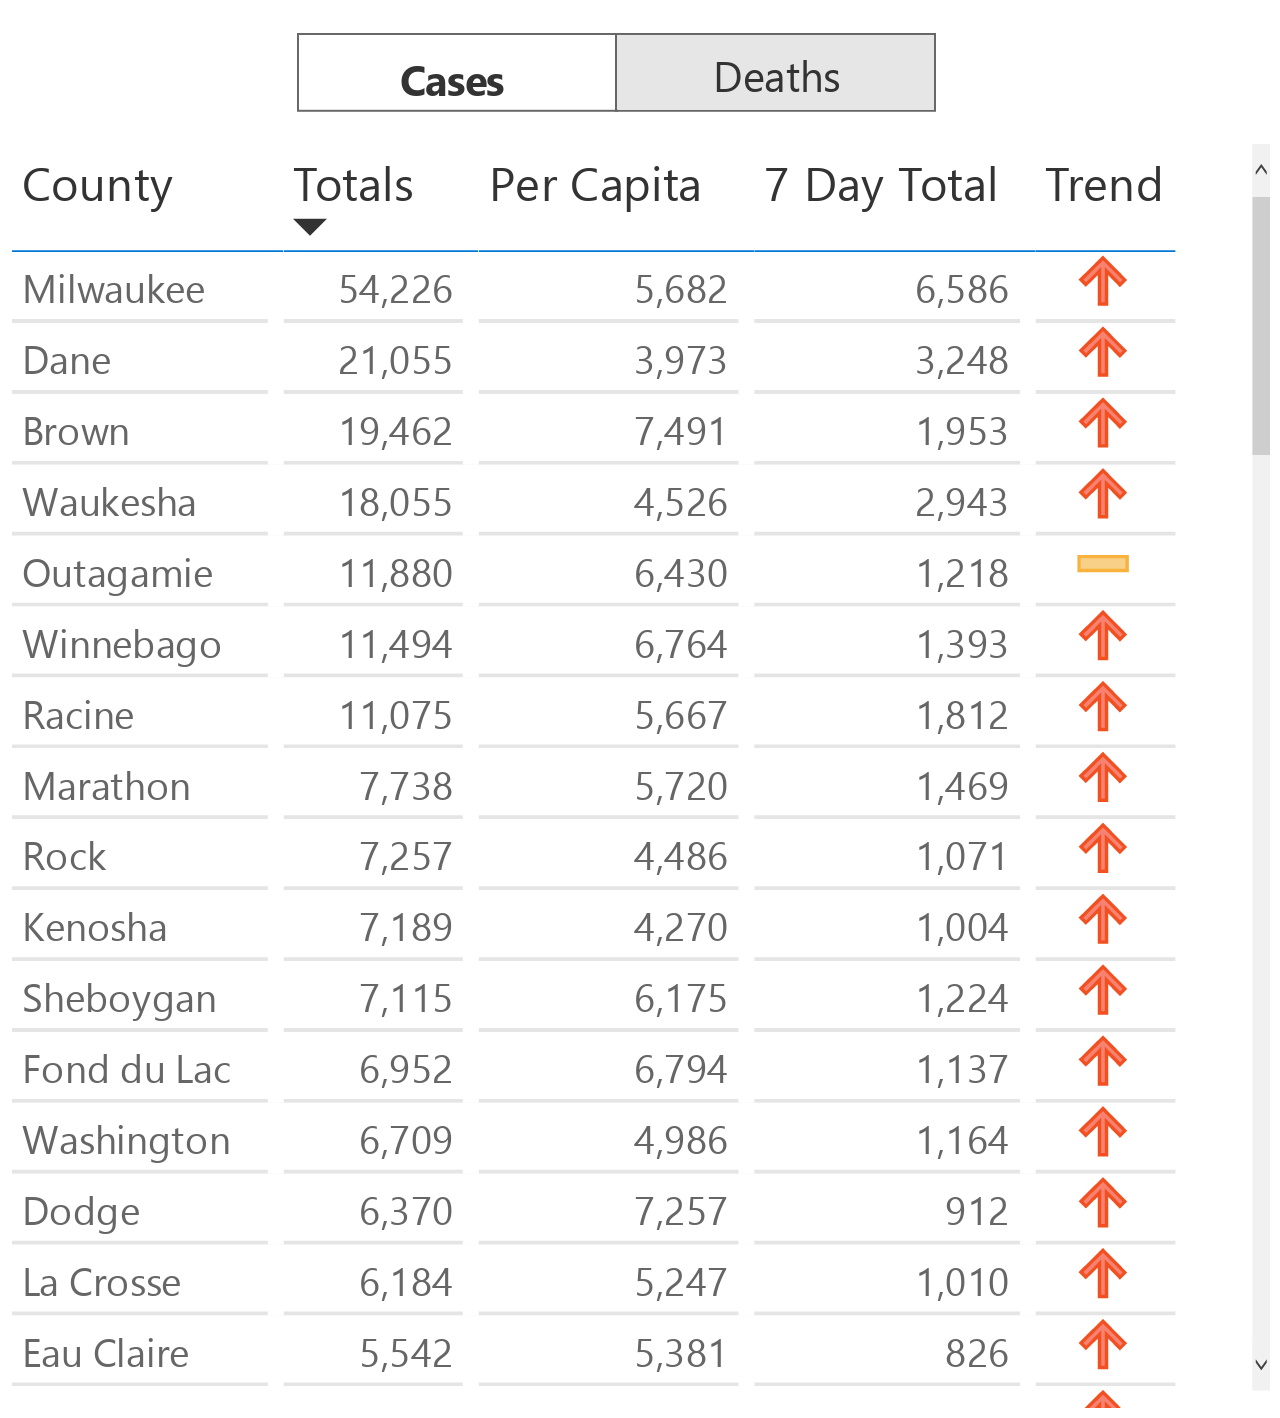 Cases Deaths
County Totals Per Capita 7 Day Total Trend
Milwaukee 54,226 5,682 6,586
Dane 21,055 3,973 3,248
Brown 19,462 7,491 1,953
Waukesha 18,055 4,526 2,943
Outagamie 11,880 6,430 1,218
Winnebago 11,494 6,764 1,393
Racine 11,075 5,667 1,812
Marathon 7,738 5,720 1,469
Rock 7,257 4,486 1,071
Kenosha 7,189 4,270 1,004
Sheboygan 7,115 6,175 1,224
Fond du Lac 6,952 6,794 1,137
Washington 6,709 4,986 1,164
Dodge 6,370 7,257 912
La Crosse 6,184 5,247 1,010
Eau Claire 5,542 5,381 826